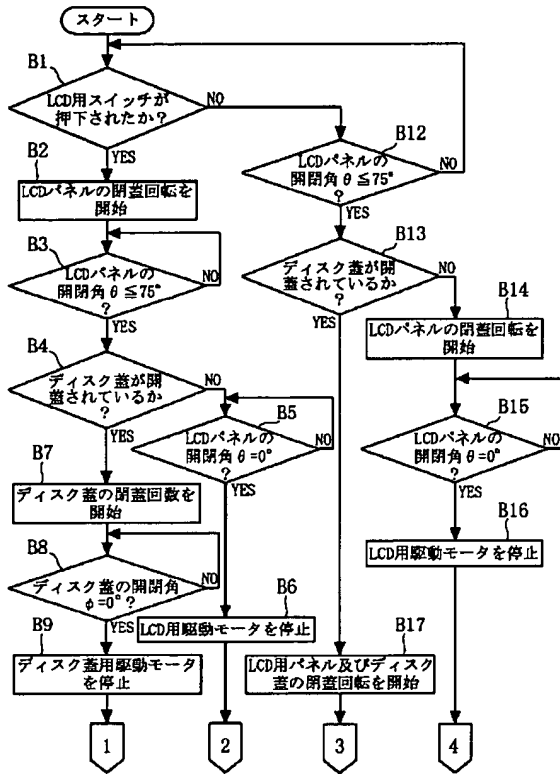 スタート
B1
LCD用スイッチが
押下されたか?
NO
YES
B2
LCDパネルの閉蓋回転を
開始
B3
LCDパネルの
開閉角θ≦75°
?
NO
YES
B4
ディスク蓋が開
蓋されているか
?
NO
YES
B5
LCDパネルの
開閉角θ=0°
?
NO
YES
B6
LCD用駆動モータを停止
B7
ディスク蓋の閉蓋回数を
開始
B8
ディスク蓋の開閉角
φ=0°?
NO
YES
B9
ディスク蓋用駆動モータ
を停止
B12
LCDパネルの
開閉角θ≦75°
?
NO
YES
B13
ディスク蓋が開
蓋されているか
?
NO
YES
B14
LCDパネルの閉蓋回転を
開始
B15
LCDパネルの
開閉角θ=0°
?
NO
YES
B16
LCD用駆動モータを停止
B17
LCD用パネル及びディスク
蓋の閉蓋回転を開始
1
2
3
4